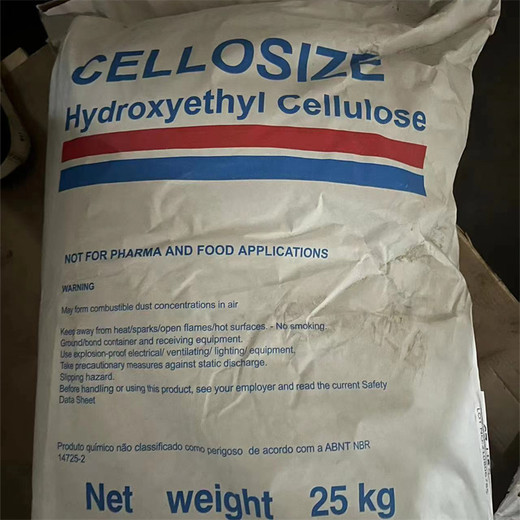 CELLOSIZE
Hydroxyethyl Cellulose
NOT FOR PHARMA AND FOOD APPLICATIONS
WARNING
May form combustible dust concentrations in air
Keep away from heat/sparks/open flames/hot surfaces. - No smoking.
Ground/bond container and receiving equipment.
Use explosion-proof electrical/ ventilating/ lighting/ equipment.
Take precautionary measures against static discharge.
Slipping hazard.
Before handling or using this product, see your employer and read the current Safety
Data Sheet
Produto químico não classificado como perigoso de acordo com a ABNT NBR
14725-2
Net weight 25 kg